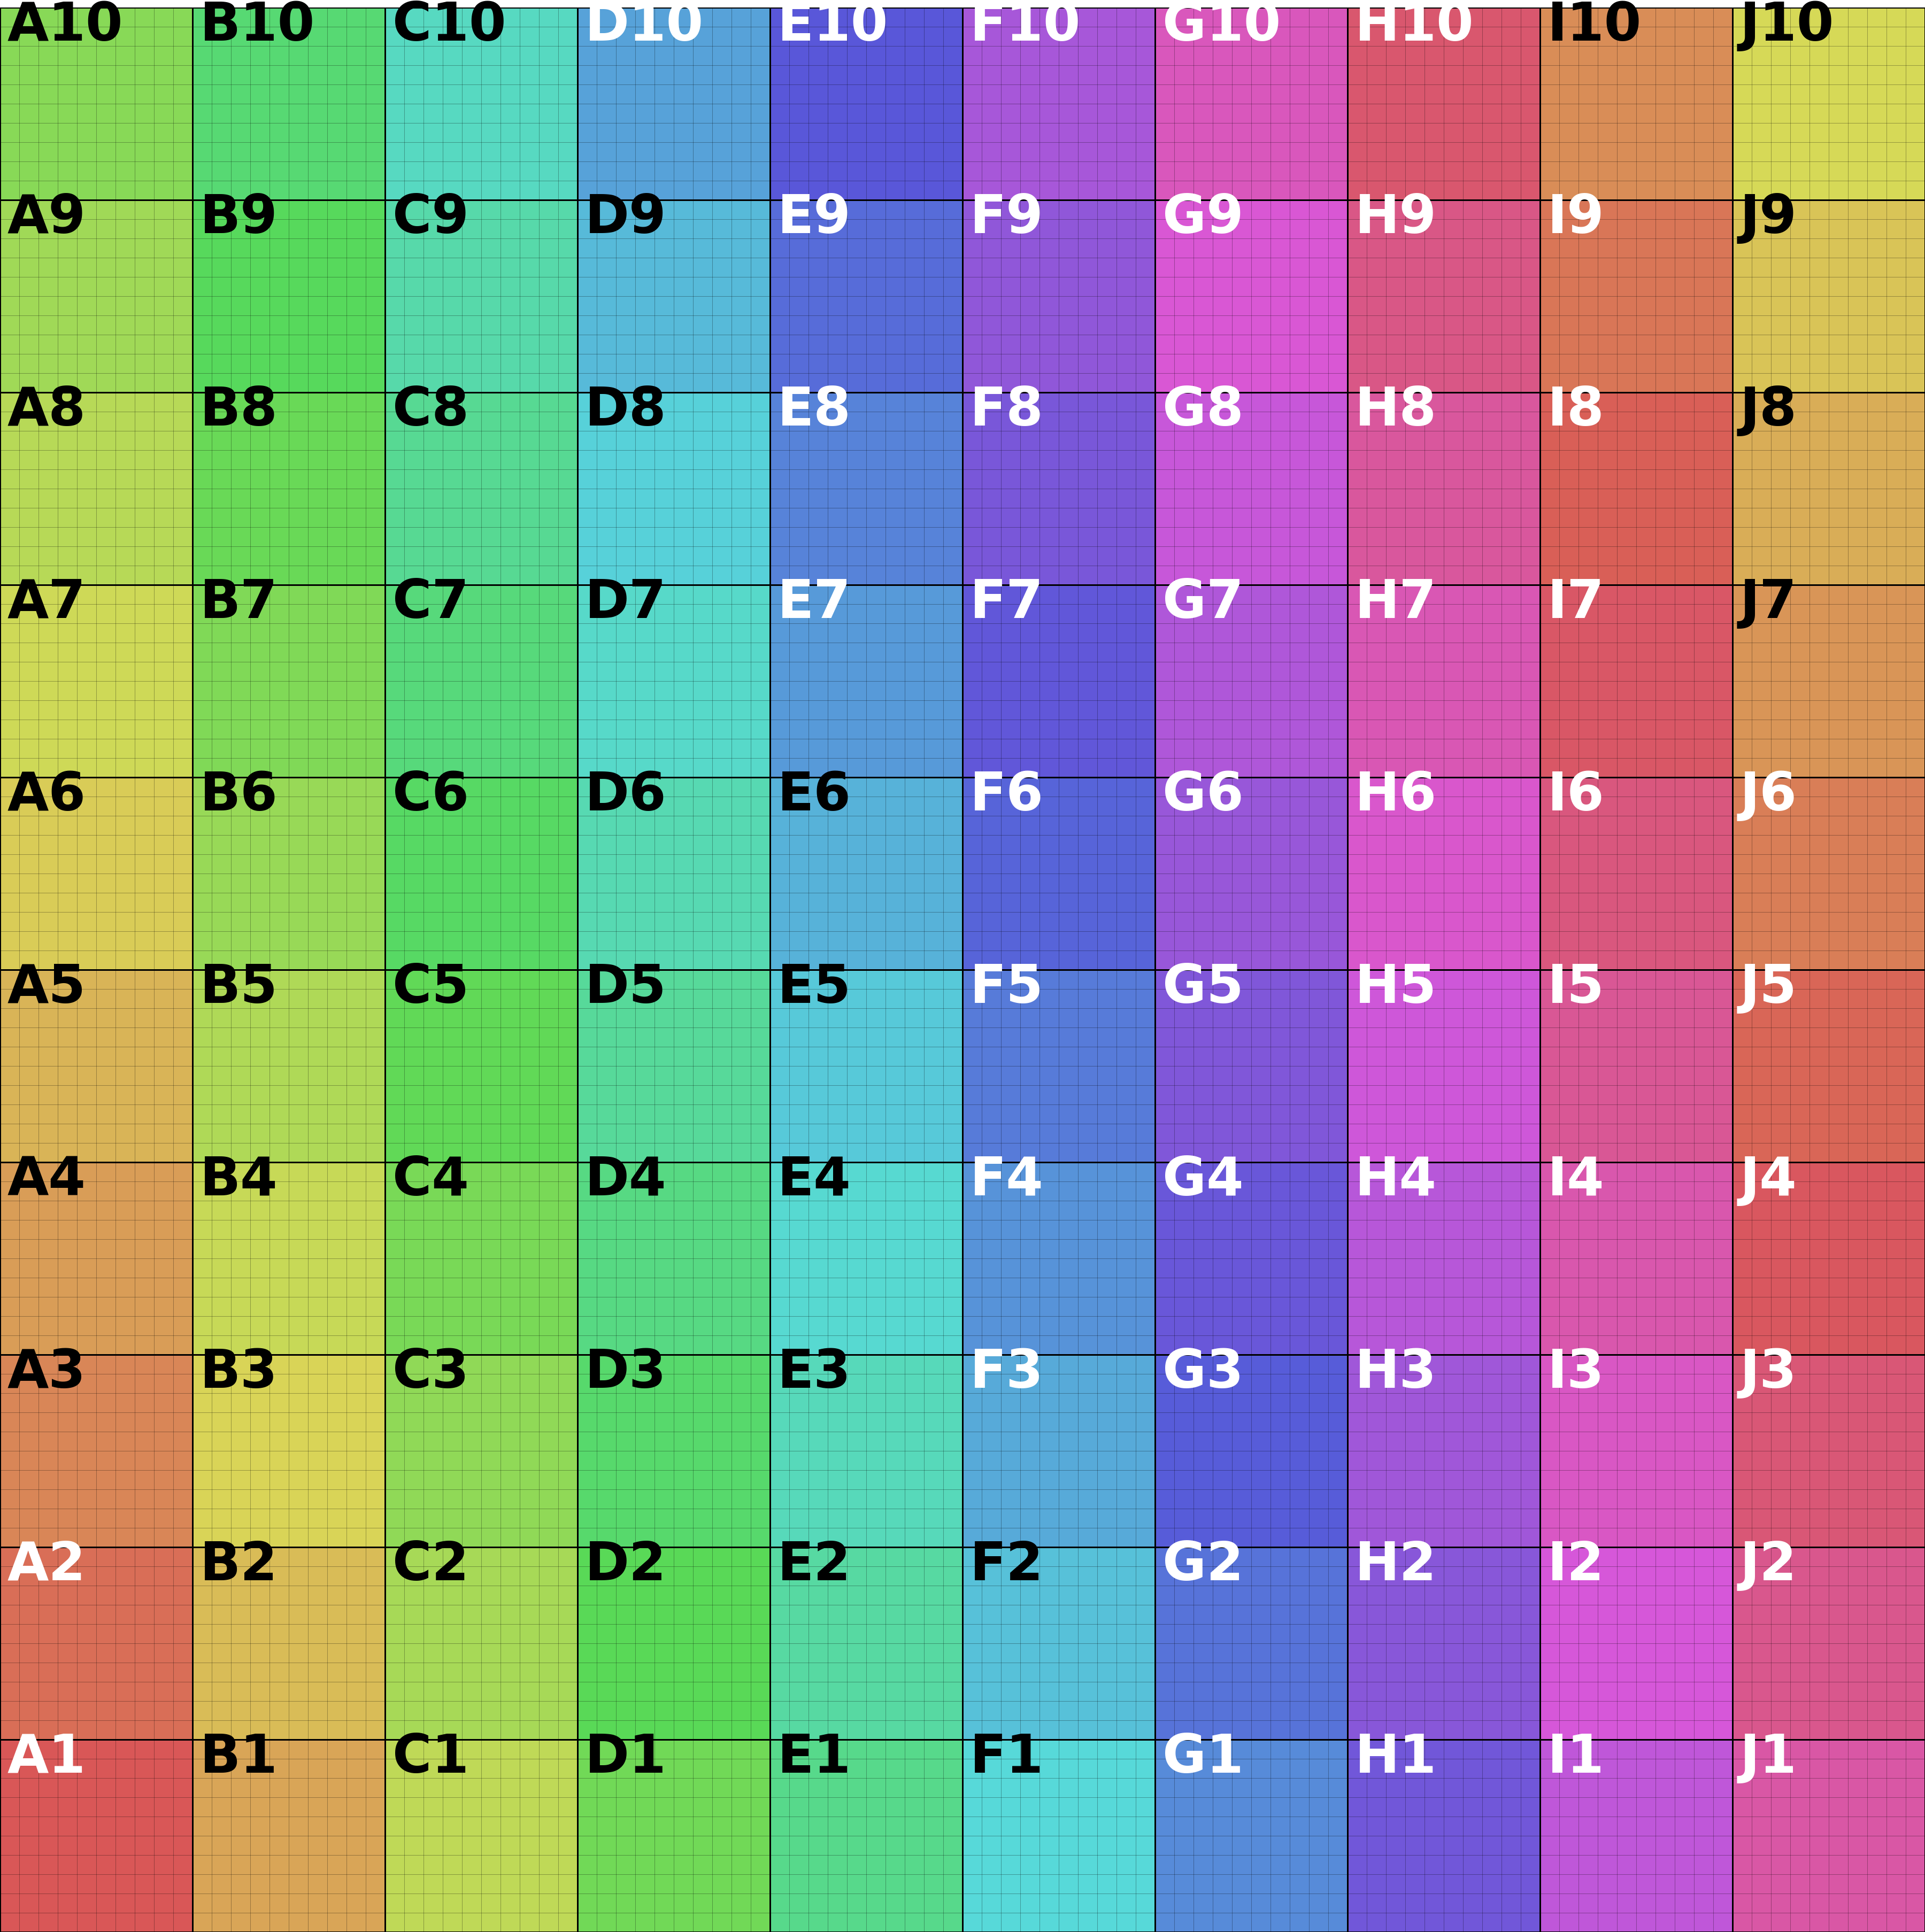 A10 B10 C10 D10 E10 F10 G10 H10 I10 J10
A9 B9 C9 D9 E9 F9 G9 H9 I9 J9
A8 B8 C8 D8 E8 F8 G8 H8 I8 J8
A7 B7 C7 D7 E7 F7 G7 H7 I7 J7
A6 B6 C6 D6 E6 F6 G6 H6 I6 J6
A5 B5 C5 D5 E5 F5 G5 H5 I5 J5
A4 B4 C4 D4 E4 F4 G4 H4 I4 J4
A3 B3 C3 D3 E3 F3 G3 H3 I3 J3
A2 B2 C2 D2 E2 F2 G2 H2 I2 J2
A1 B1 C1 D1 E1 F1 G1 H1 I1 J1